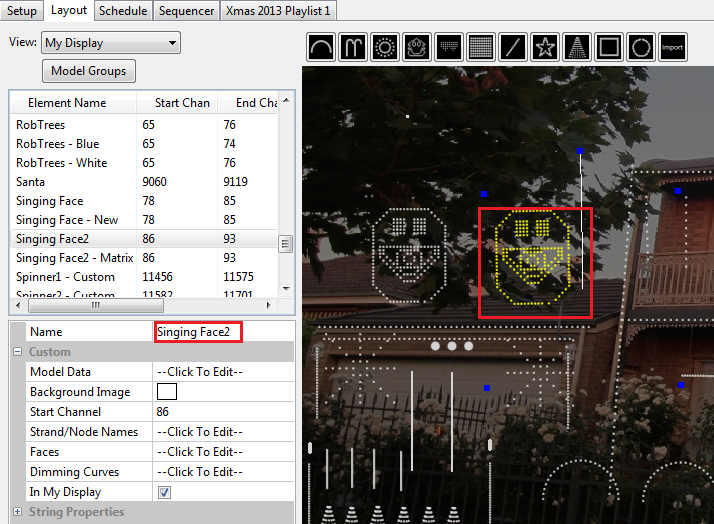 Setup Layout Schedule Sequencer Xmas 2013 Playlist 1
View: My Display
Import
Model Groups
Element Name Start Chan End Cha
RobTrees 65 76
RobTrees - Blue 65 74
RobTrees - White 65 76
Santa 9060 9119
Singing Face 78 85
Singing Face - New 78 85
Singing Face2 86 93
Singing Face2 - Matrix 86 93
Spinner1 - Custom 11456 11575
Spinner2 - Custom 11582 11701
Name Singing Face2
Custom
Model Data --Click To Edit--
Background Image
Start Channel 86
Strand/Node Names --Click To Edit--
Faces --Click To Edit--
Dimming Curves --Click To Edit--
In My Display
String Properties